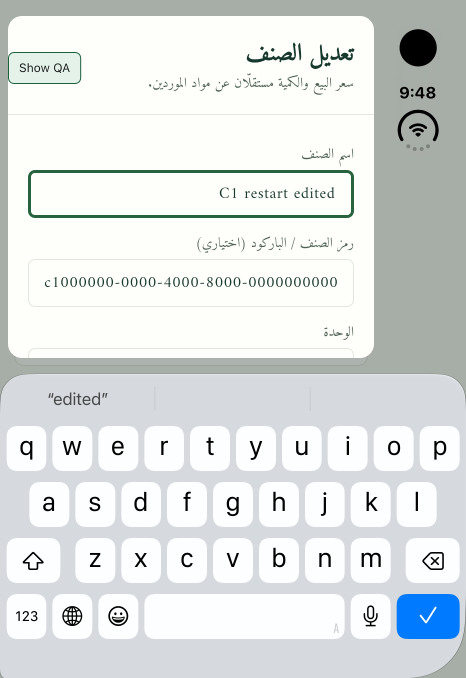 9:48
Show QA
تعديل الصنف
سعر البيع والكمية مستقلّان عن مواد الموردين.
اسم الصنف
C1 restart edited
رمز الصنف / الباركود (اختياري)
c1000000-0000-4000-8000-0000000000
الوحدة
“edited”
q w e r t y u i o p
a s d f g h j k l
z x c v b n m
123
A